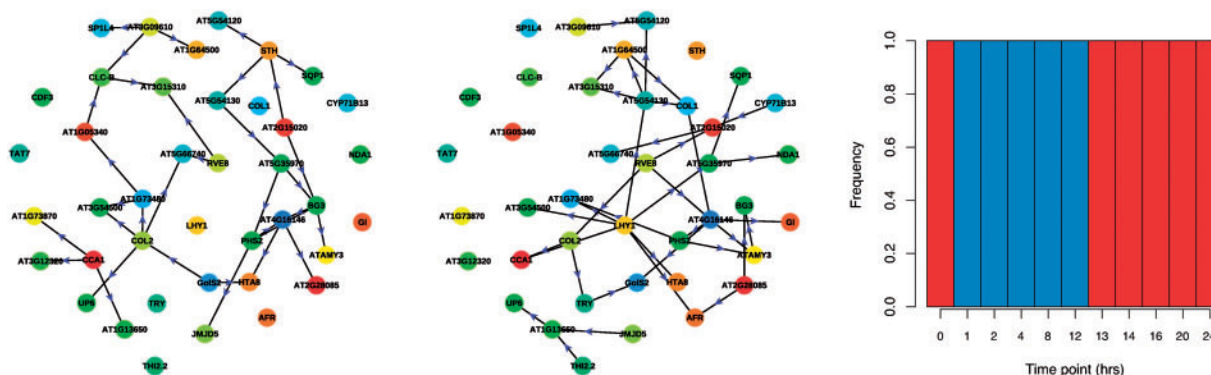 AT3G09610
AT5G54120
SP1L4
AT1G64500
STH
CLC-B
AT3G15310
SQP1
CDF3
AT5G54130
COL1
CYP71B13
AT1G05340
AT2G15020
TAT7
AT5G66740
RVE8
AT5G35970
NDA1
AT1G73480
AT3G54500
BG3
AT1G73870
LHY1
AT4G16146
GI
COL2
PHS2
ATAMY3
AT3G12320
CCA1
GolS2
HTA8
AT2G28085
UP6
TRY
AFR
AT1G13650
JMJD5
THI2.2
SP1L4
AT3G09610
AT5G54120
AT1G64500
STH
CLC-B
AT3G15310
SQP1
CDF3
AT5G54130
COL1
CYP71B13
AT1G05340
AT2G15020
TAT7
AT5G66740
RVE8
AT5G35970
NDA1
AT1G73480
AT3G54500
BG3
AT1G73870
LHY1
AT4G16146
GI
COL2
PHS2
ATAMY3
AT3G12320
CCA1
GolS2
HTA8
AT2G28085
UP6
TRY
AFR
AT1G13650
JMJD5
THI2.2
Frequency
1.0
0.8
0.6
0.4
0.2
0.0
0 1 2 4 8 12 13 14 16 20 24
Time point (hrs)